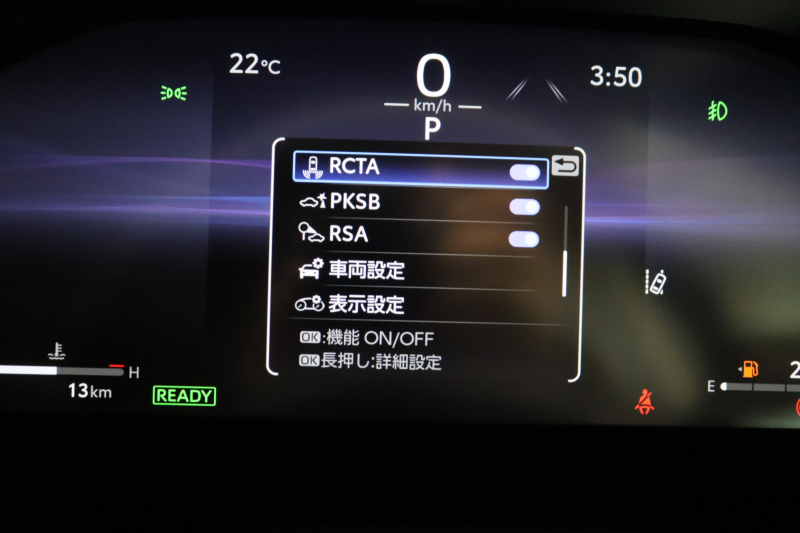 22℃
0
km/h
3:50
P
RCTA
PKSB
RSA
車両設定
表示設定
OK:機能 ON/OFF
OK長押し:詳細設定
H
13km
READY
E
2